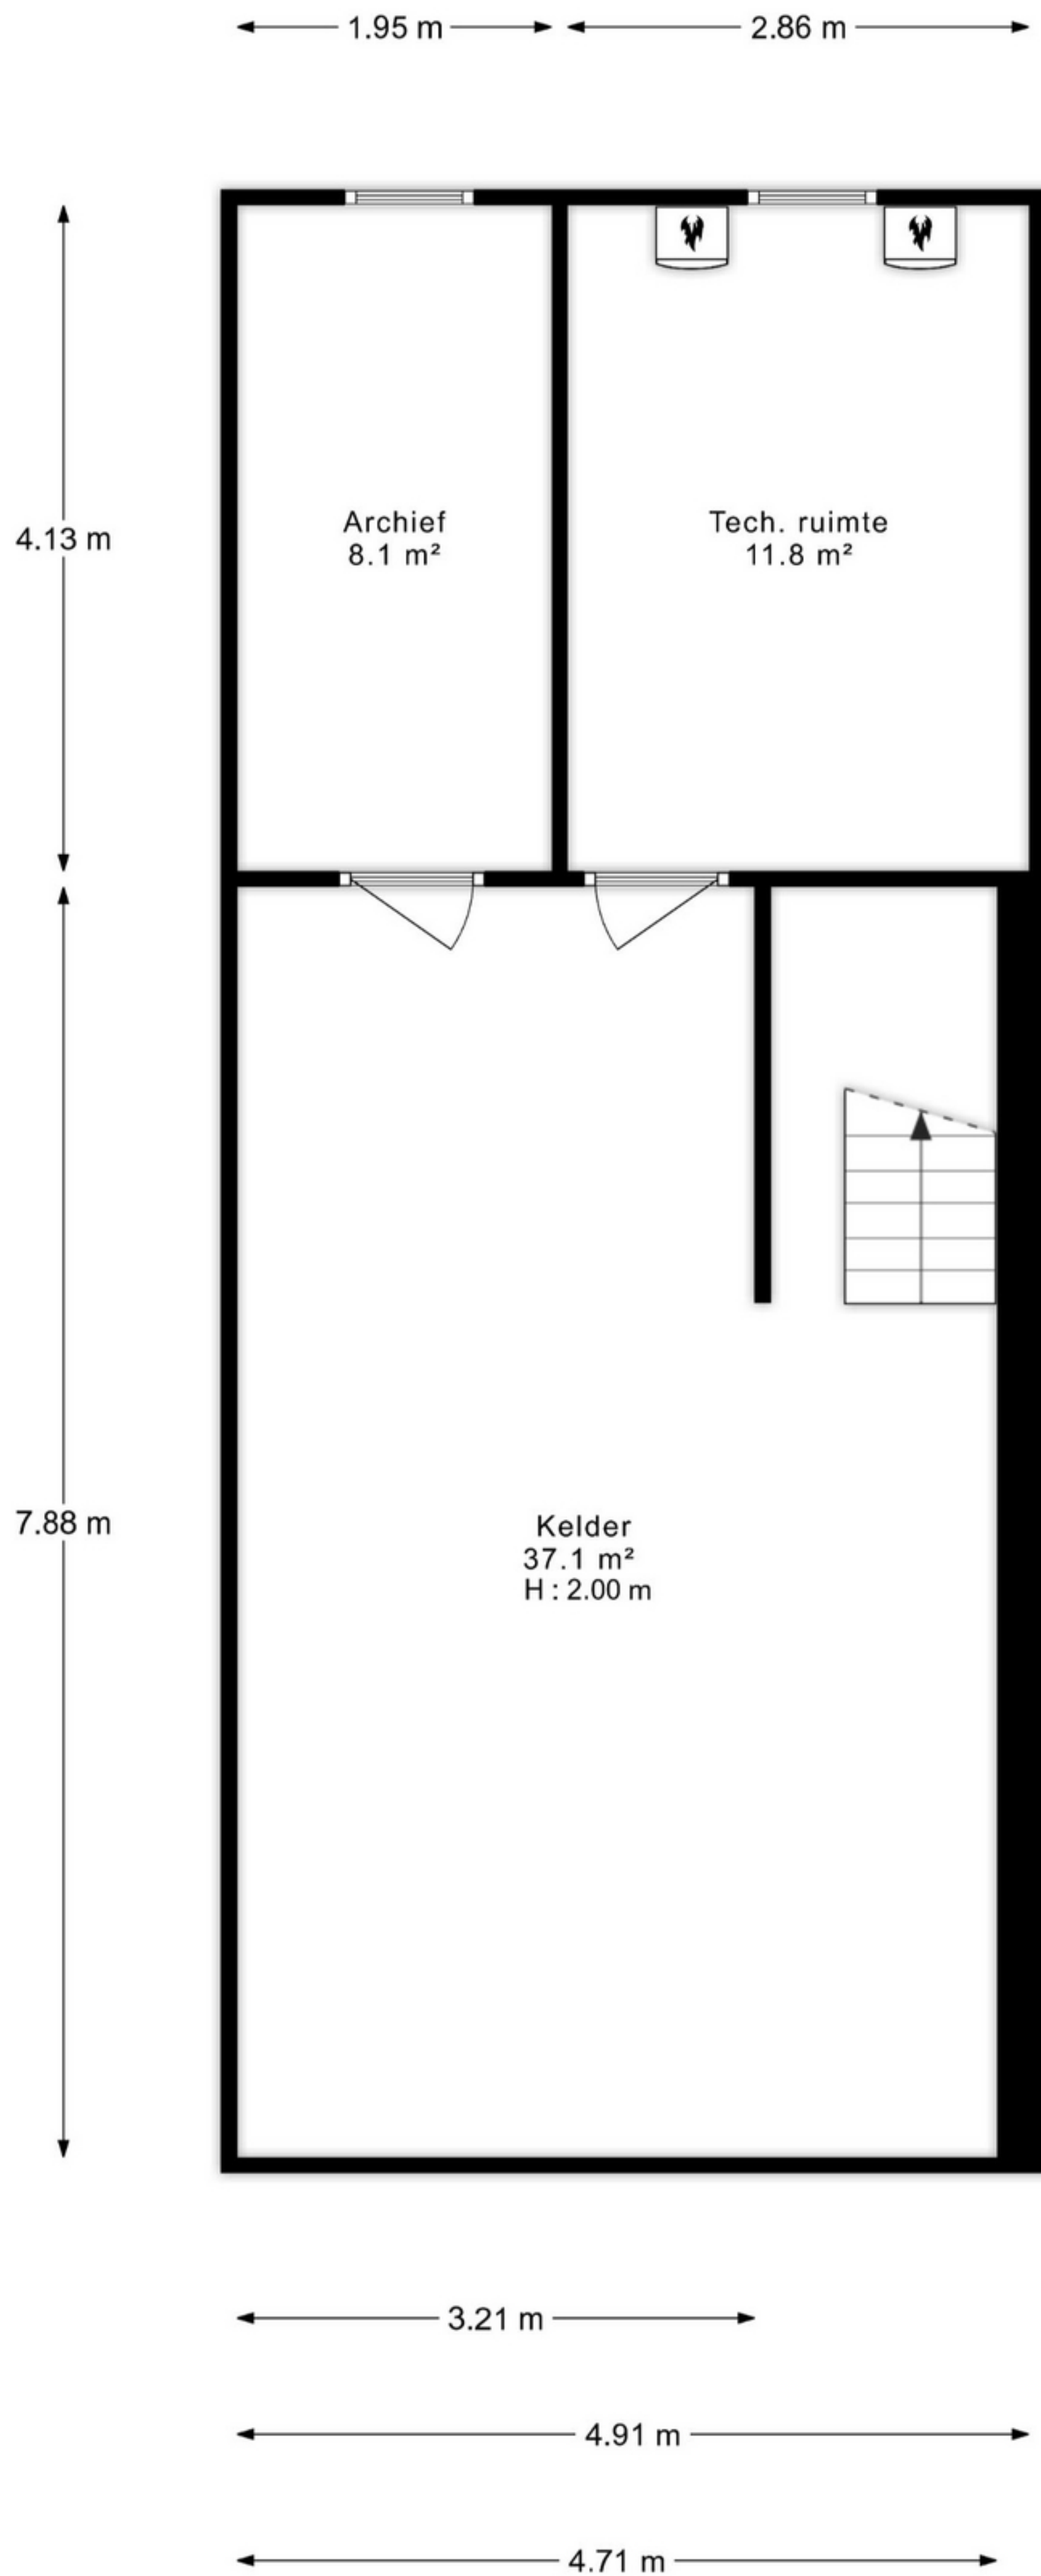 1.95 m
2.86 m
4.13 m
Archief
8.1 m²
Tech. ruimte
11.8 m²
7.88 m
Kelder
37.1 m²
H : 2.00 m
3.21 m
4.91 m
4.71 m